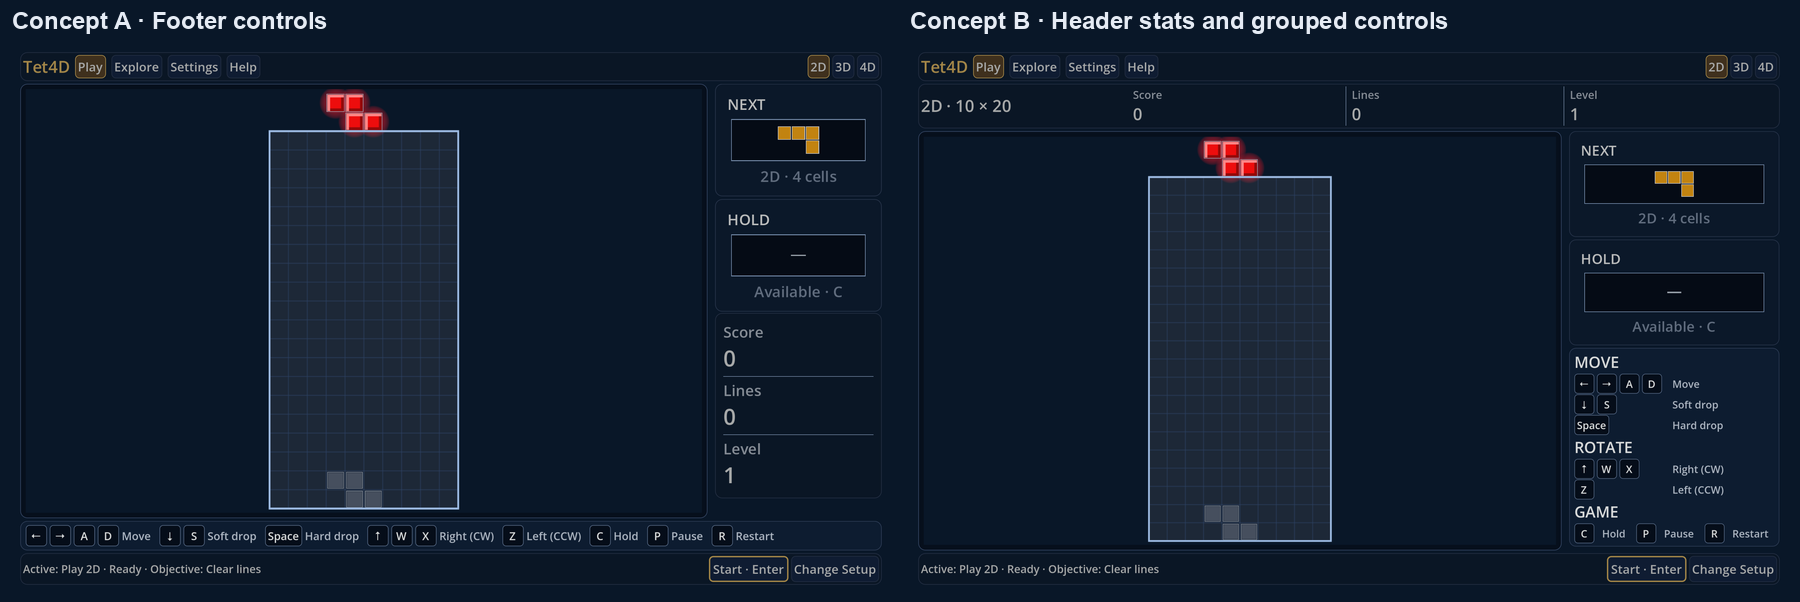 Concept A · Footer controls
Tet4D Play Explore Settings Help 2D 3D 4D
NEXT
2D · 4 cells
HOLD
—
Available · C
Score
0
Lines
0
Level
1
← → A D Move ↓ S Soft drop Space Hard drop ↑ W X Right (CW) Z Left (CCW) C Hold P Pause R Restart
Active: Play 2D · Ready · Objective: Clear lines Start · Enter Change Setup
Concept B · Header stats and grouped controls
Tet4D Play Explore Settings Help 2D 3D 4D
2D · 10 × 20
Score
0
Lines
0
Level
1
NEXT
2D · 4 cells
HOLD
—
Available · C
MOVE
← → A D Move
↓ S Soft drop
Space Hard drop
ROTATE
↑ W X Right (CW)
Z Left (CCW)
GAME
C Hold P Pause R Restart
Active: Play 2D · Ready · Objective: Clear lines Start · Enter Change Setup